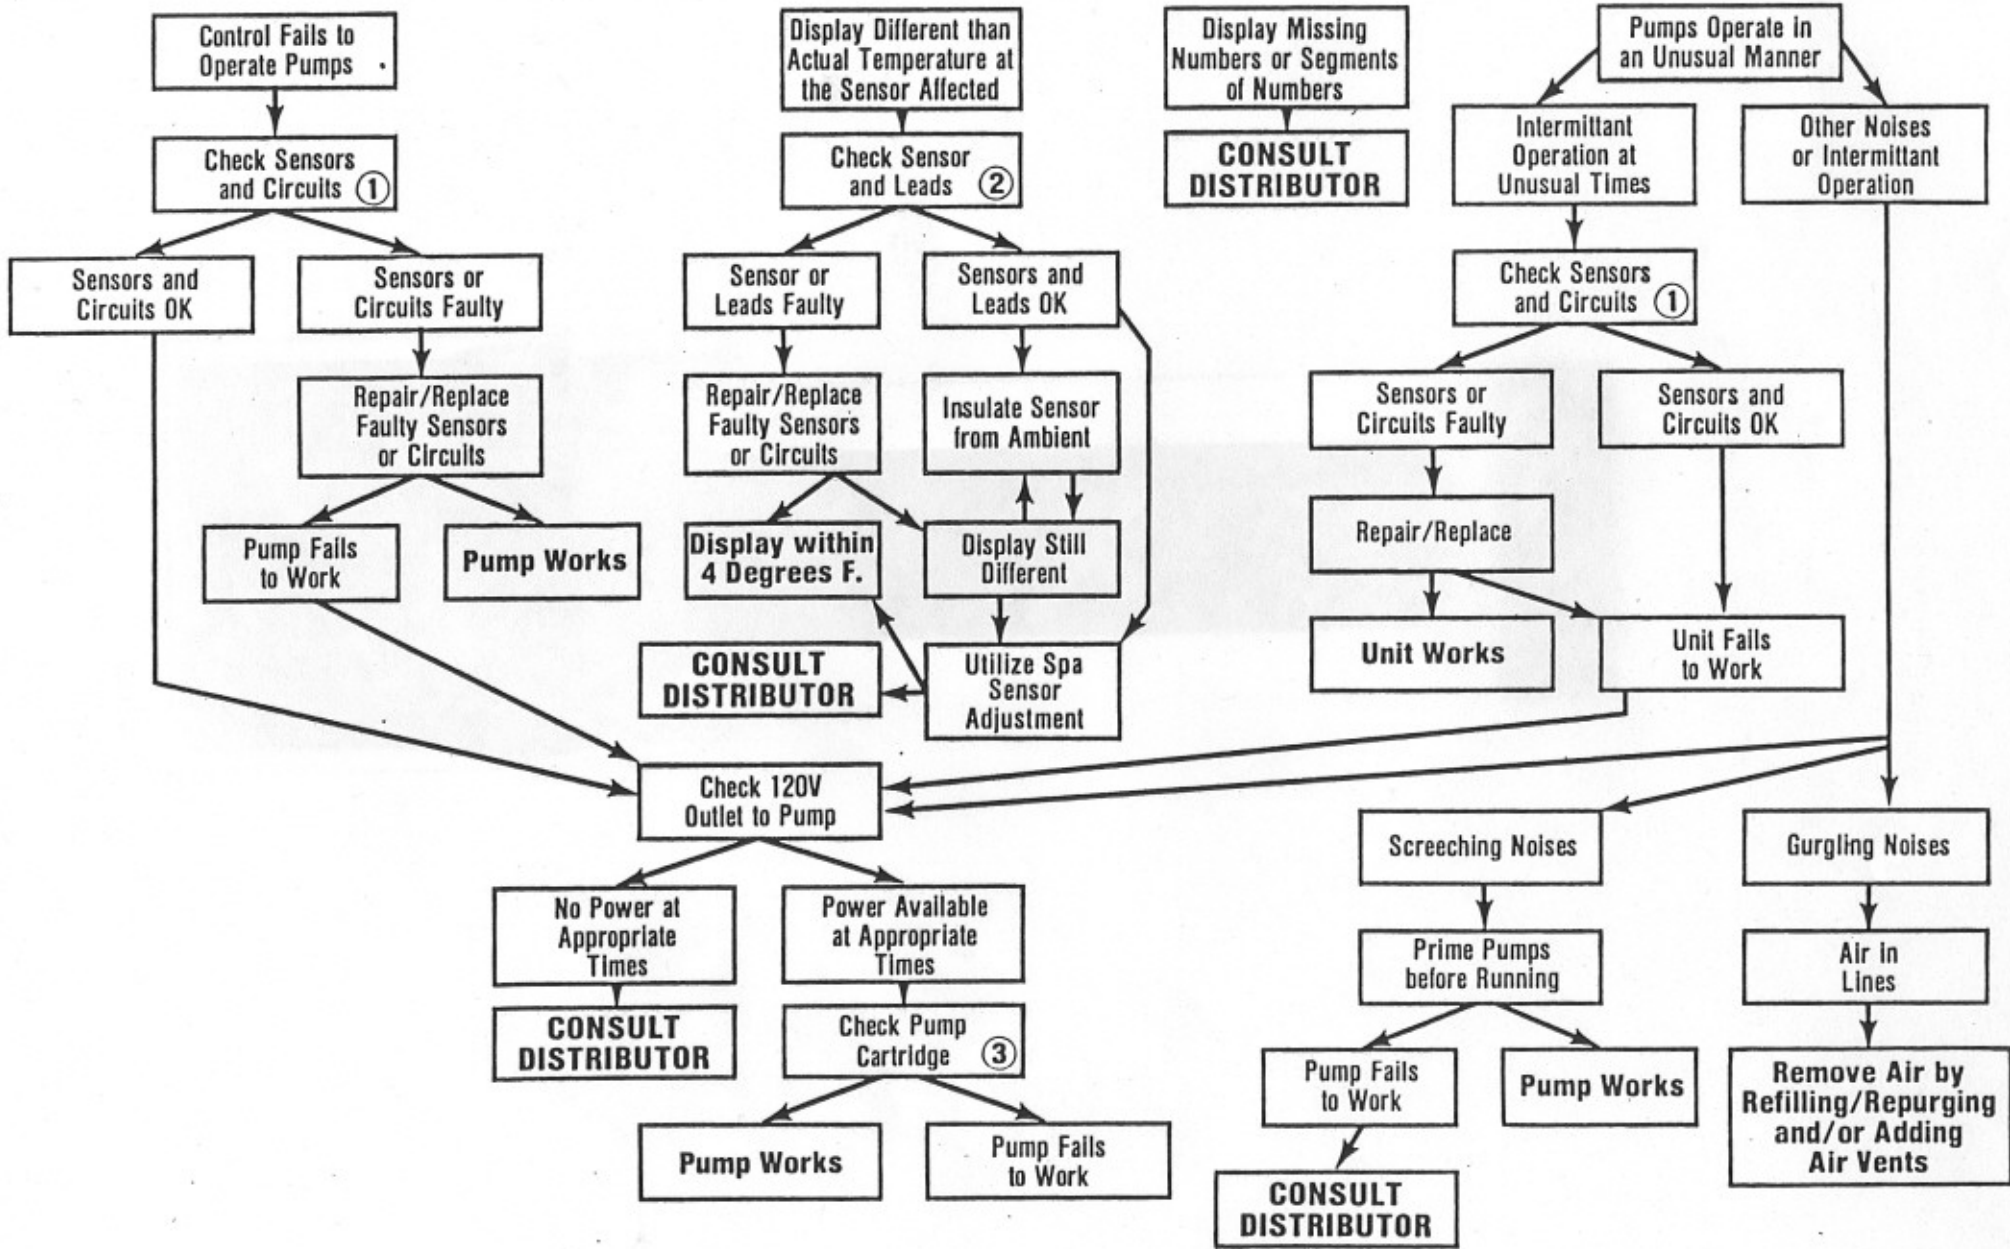 Control Fails to
Operate Pumps
Display Different than
Actual Temperature at
the Sensor Affected
Display Missing
Numbers or Segments
of Numbers
Pumps Operate in
an Unusual Manner
Check Sensors
and Circuits 1
Check Sensor
and Leads 2
CONSULT
DISTRIBUTOR
Intermittant
Operation at
Unusual Times
Other Noises
or Intermittant
Operation
Sensors and
Circuits OK
Sensors or
Circuits Faulty
Sensor or
Leads Faulty
Sensors and
Leads OK
Check Sensors
and Circuits 1
Repair/Replace
Faulty Sensors
or Circuits
Repair/Replace
Faulty Sensors
or Circuits
Insulate Sensor
from Ambient
Sensors or
Circuits Faulty
Sensors and
Circuits OK
Pump Fails
to Work
Pump Works
Display within
4 Degrees F.
Display Still
Different
Repair/Replace
CONSULT
DISTRIBUTOR
Utilize Spa
Sensor
Adjustment
Unit Works
Unit Fails
to Work
Check 120V
Outlet to Pump
Screeching Noises
Gurgling Noises
No Power at
Appropriate
Times
Power Available
at Appropriate
Times
Prime Pumps
before Running
Air in
Lines
CONSULT
DISTRIBUTOR
Check Pump
Cartridge 3
Pump Fails
to Work
Pump Works
Remove Air by
Refilling/Repurging
and/or Adding
Air Vents
Pump Works
Pump Fails
to Work
CONSULT
DISTRIBUTOR